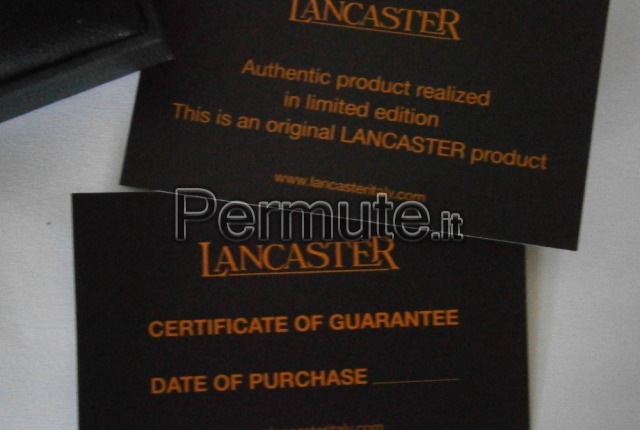 LANCASTER
Authentic product realized
in limited edition
This is an original LANCASTER product
www.lancasteritaly.com
Permute.it
LANCASTER
CERTIFICATE OF GUARANTEE
DATE OF PURCHASE